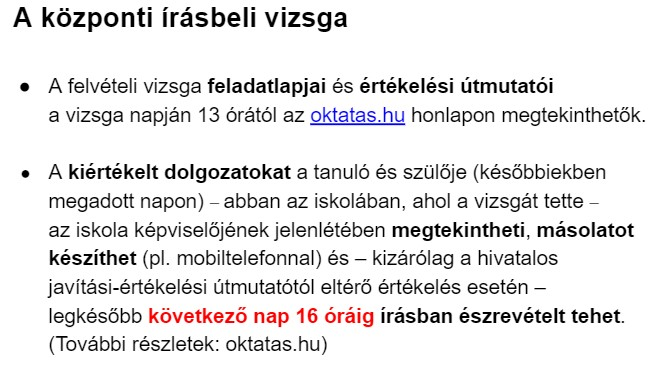 A központi írásbeli vizsga
● A felvételi vizsga feladatlapjai és értékelési útmutatói
a vizsga napján 13 órától az oktatas.hu honlapon megtekinthetők.
● A kiértékelt dolgozatokat a tanuló és szülője (későbbiekben
megadott napon) – abban az iskolában, ahol a vizsgát tette –
az iskola képviselőjének jelenlétében megtekintheti, másolatot
készíthet (pl. mobiltelefonnal) és – kizárólag a hivatalos
javítási-értékelési útmutatótól eltérő értékelés esetén –
legkésőbb következő nap 16 óráig írásban észrevételt tehet.
(További részletek: oktatas.hu)